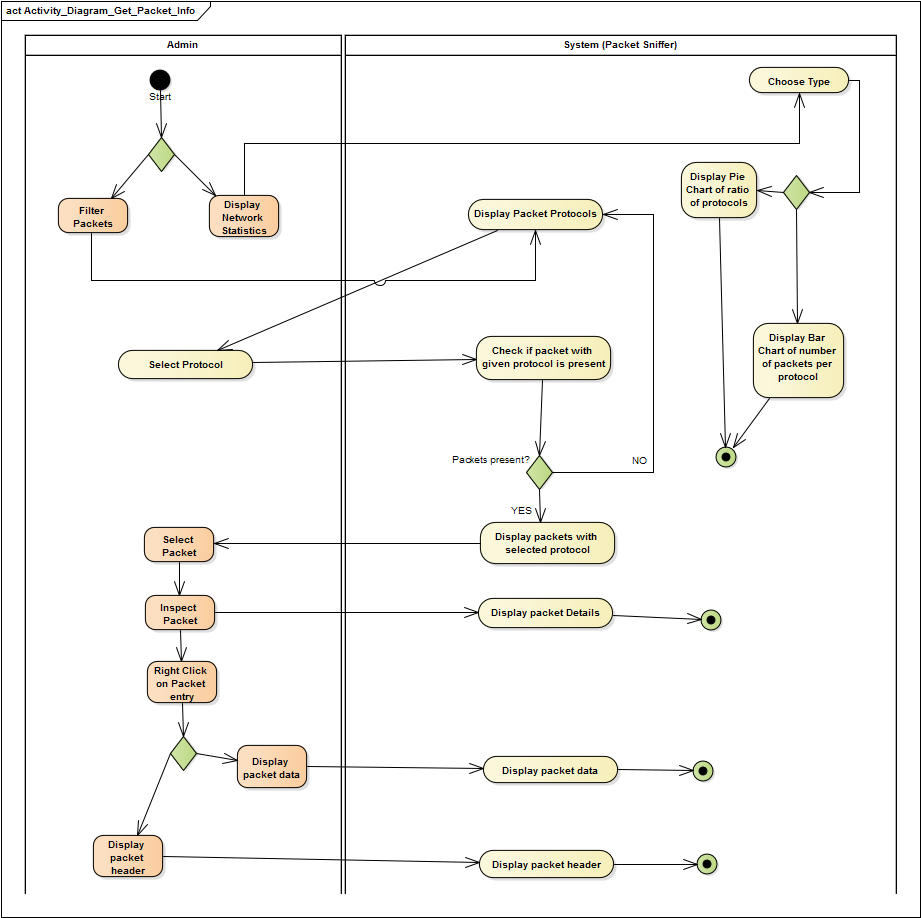 act Activity_Diagram_Get_Packet_Info
Admin
System (Packet Sniffer)
Start
Choose Type
Filter
Packets
Display
Network
Statistics
Display Packet Protocols
Display Pie
Chart of ratio
of protocols
Select Protocol
Check if packet with
given protocol is present
Display Bar
Chart of number
of packets per
protocol
Packets present?
NO
YES
Select
Packet
Display packets with
selected protocol
Inspect
Packet
Display packet Details
Right Click
on Packet
entry
Display
packet data
Display packet data
Display
packet
header
Display packet header